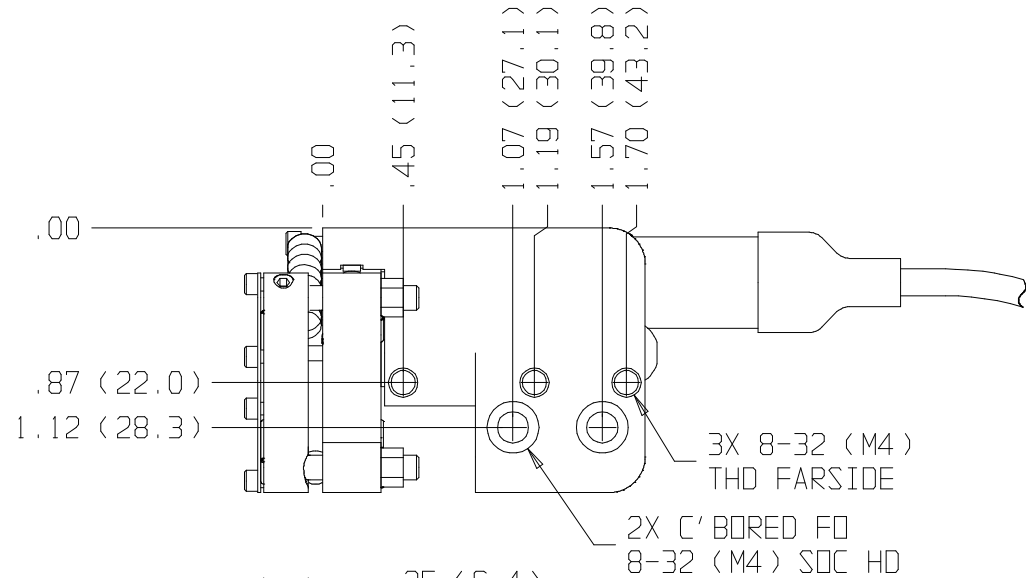 .45 (11.3)
1.07 (27.1)
1.19 (30.1)
1.57 (39.8)
1.70 (43.2)
.00
.00
.87 (22.0)
1.12 (28.3)
3X 8-32 (M4)
THD FARSIDE
2X C'BORED FO
8-32 (M4) SOC HD